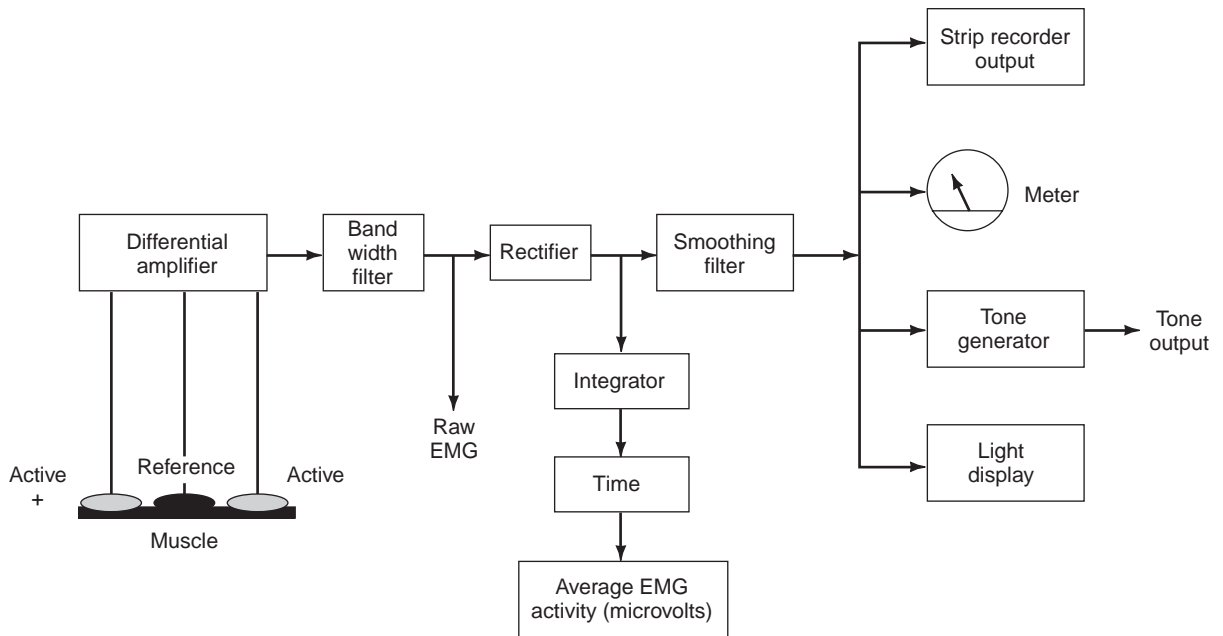 Strip recorder
output
Meter
Differential
amplifier
Band
width
filter
Rectifier
Smoothing
filter
Tone
generator
Tone
output
Integrator
Raw
EMG
Light
display
Active
+
Reference
Active
Time
Muscle
Average EMG
activity (microvolts)